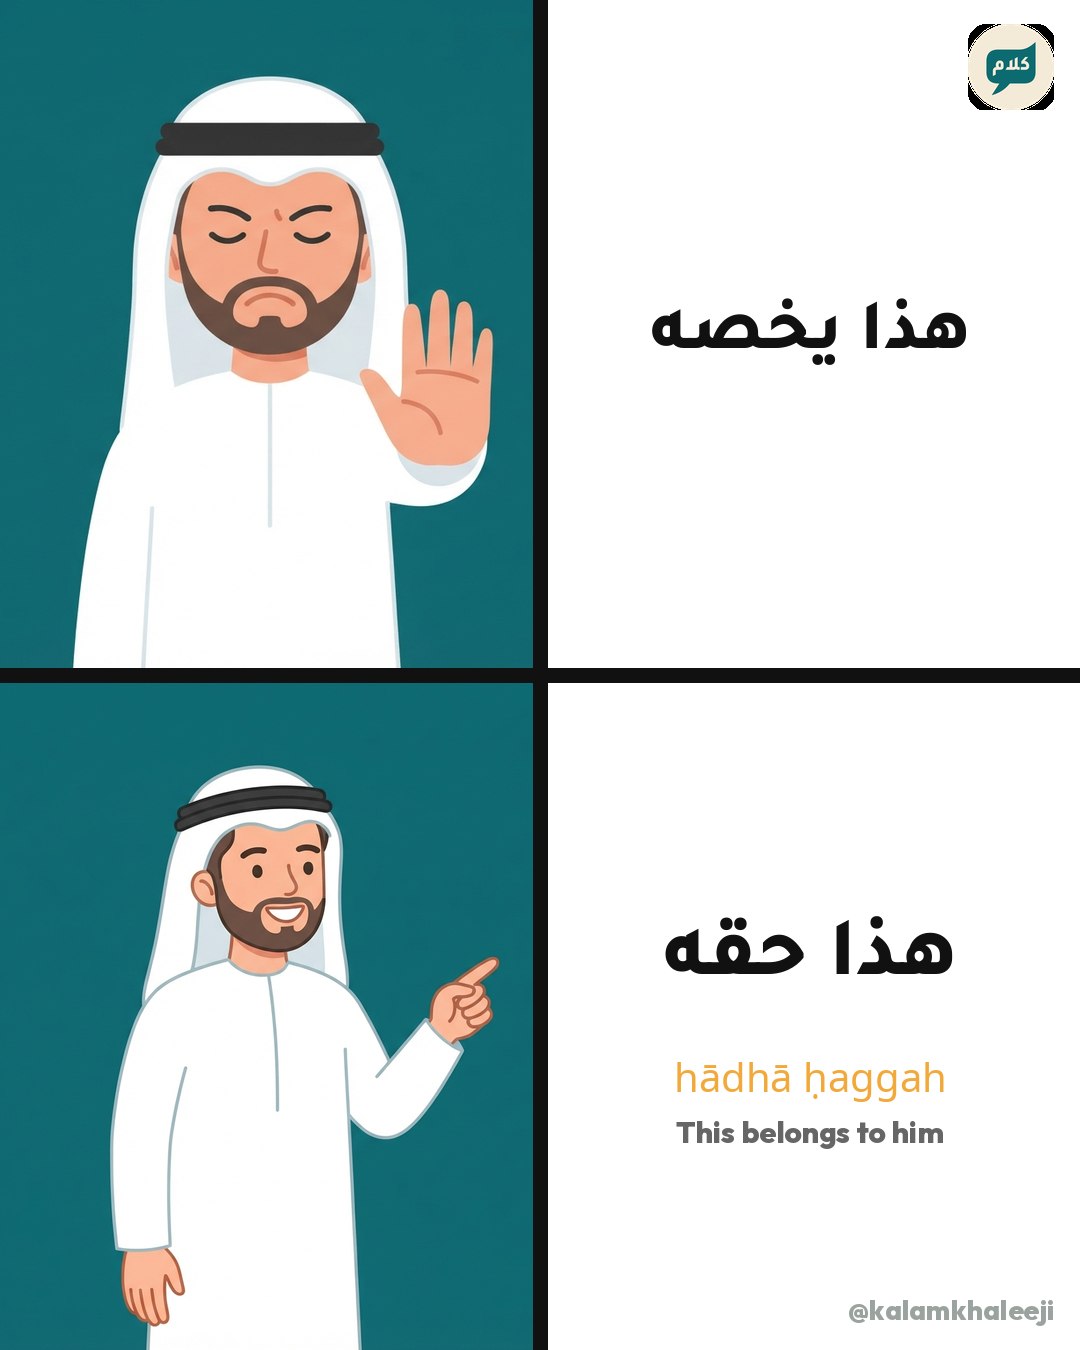 كلام
هذا يخصه
هذا حقه
hādhā ḥaggah
This belongs to him
@kalamkhaleeji